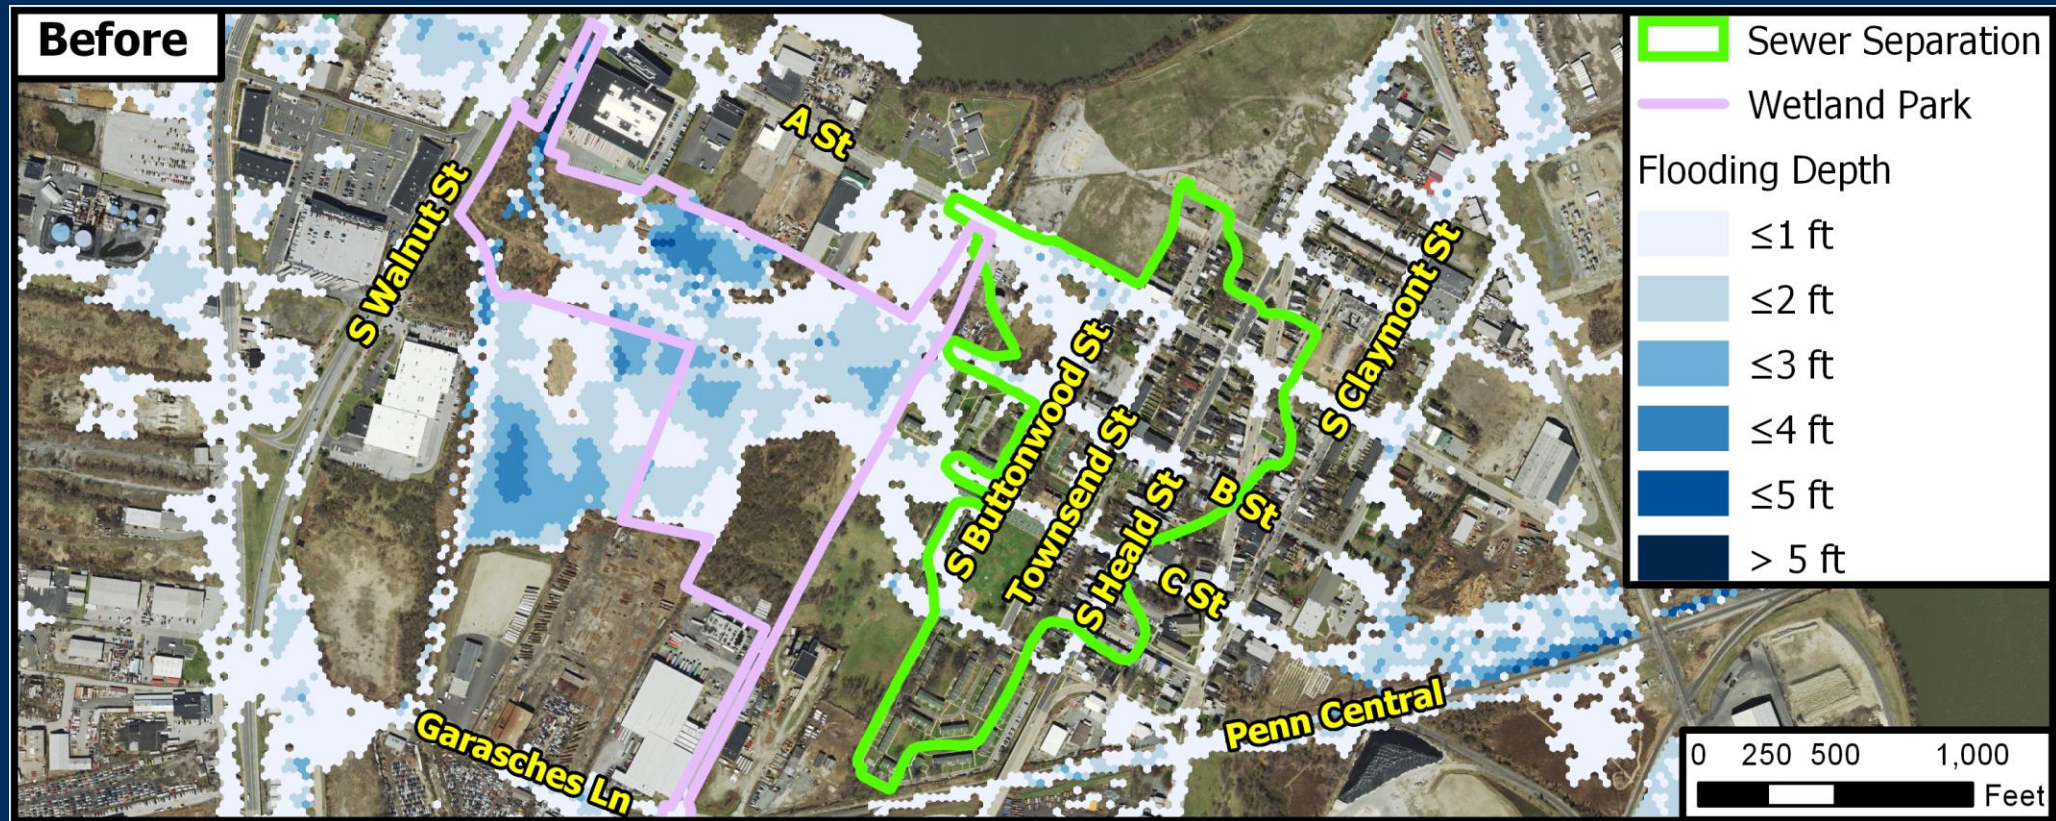 Before
Sewer Separation
Wetland Park
Flooding Depth
≤1 ft
≤2 ft
≤3 ft
≤4 ft
≤5 ft
> 5 ft
A St
S Walnut St
S Claymont St
S Buttonwood St
Townsend St
S Heald St
B St
C St
Penn Central
Garasches Ln
0 250 500 1,000
Feet